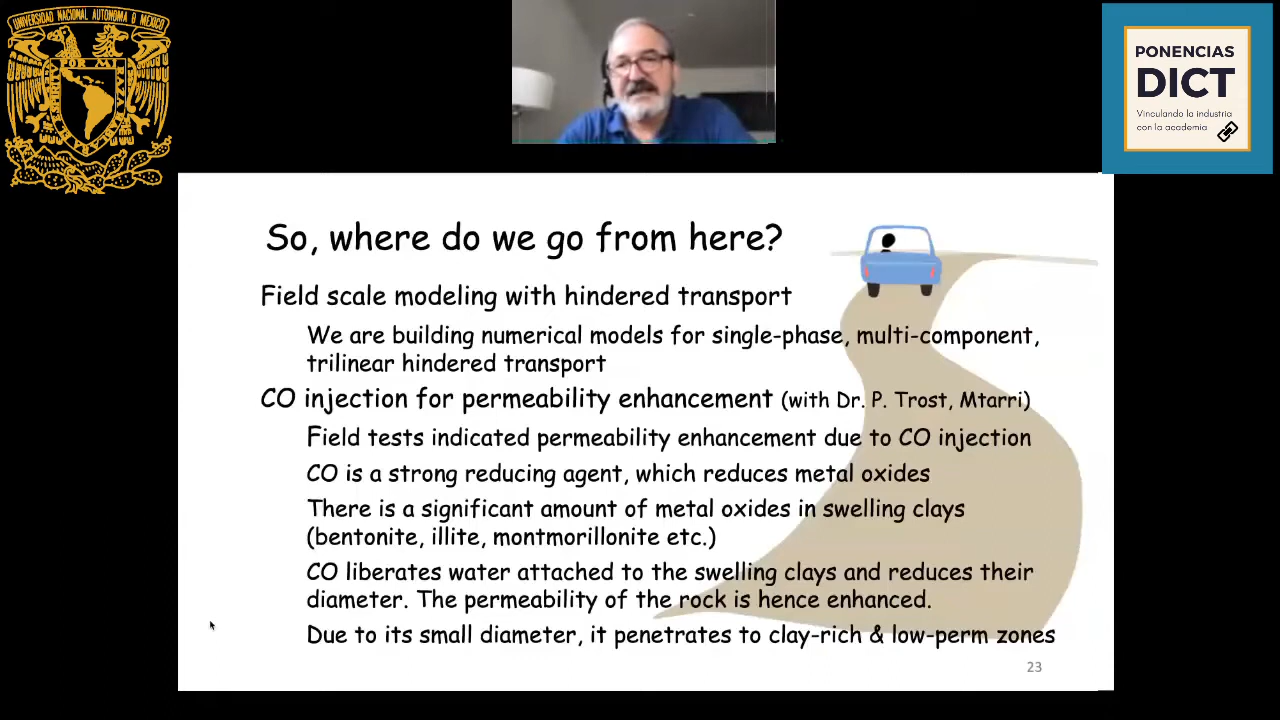 UNIVERSIDAD NACIONAL AUTONOMA D MEXICO
PONENCIAS
DICT
Vinculando la industria
con la academia
So, where do we go from here?
Field scale modeling with hindered transport
We are building numerical models for single-phase, multi-component,
trilinear hindered transport
CO injection for permeability enhancement (with Dr. P. Trost, Mtarri)
Field tests indicated permeability enhancement due to CO injection
CO is a strong reducing agent, which reduces metal oxides
There is a significant amount of metal oxides in swelling clays
(bentonite, illite, montmorillonite etc.)
CO liberates water attached to the swelling clays and reduces their
diameter. The permeability of the rock is hence enhanced.
Due to its small diameter, it penetrates to clay-rich & low-perm zones
23